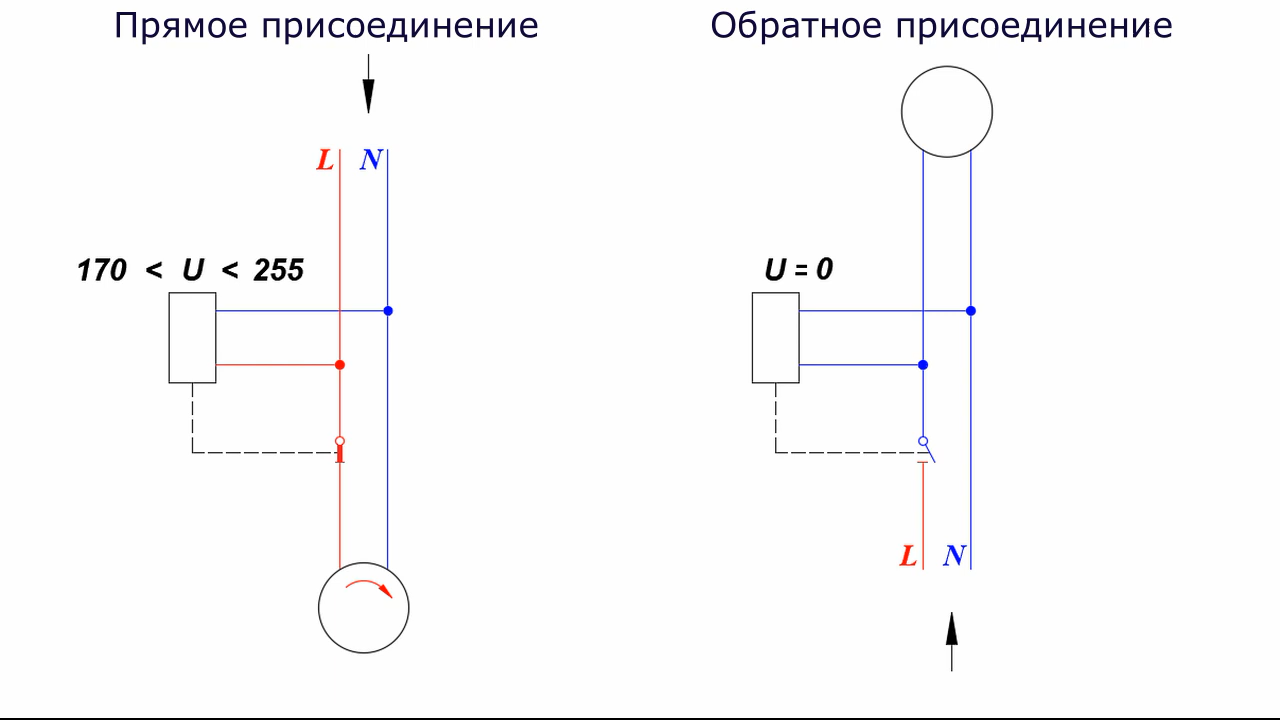 Прямое присоединение
Обратное присоединение
L N
170 < U < 255
U = 0
L N